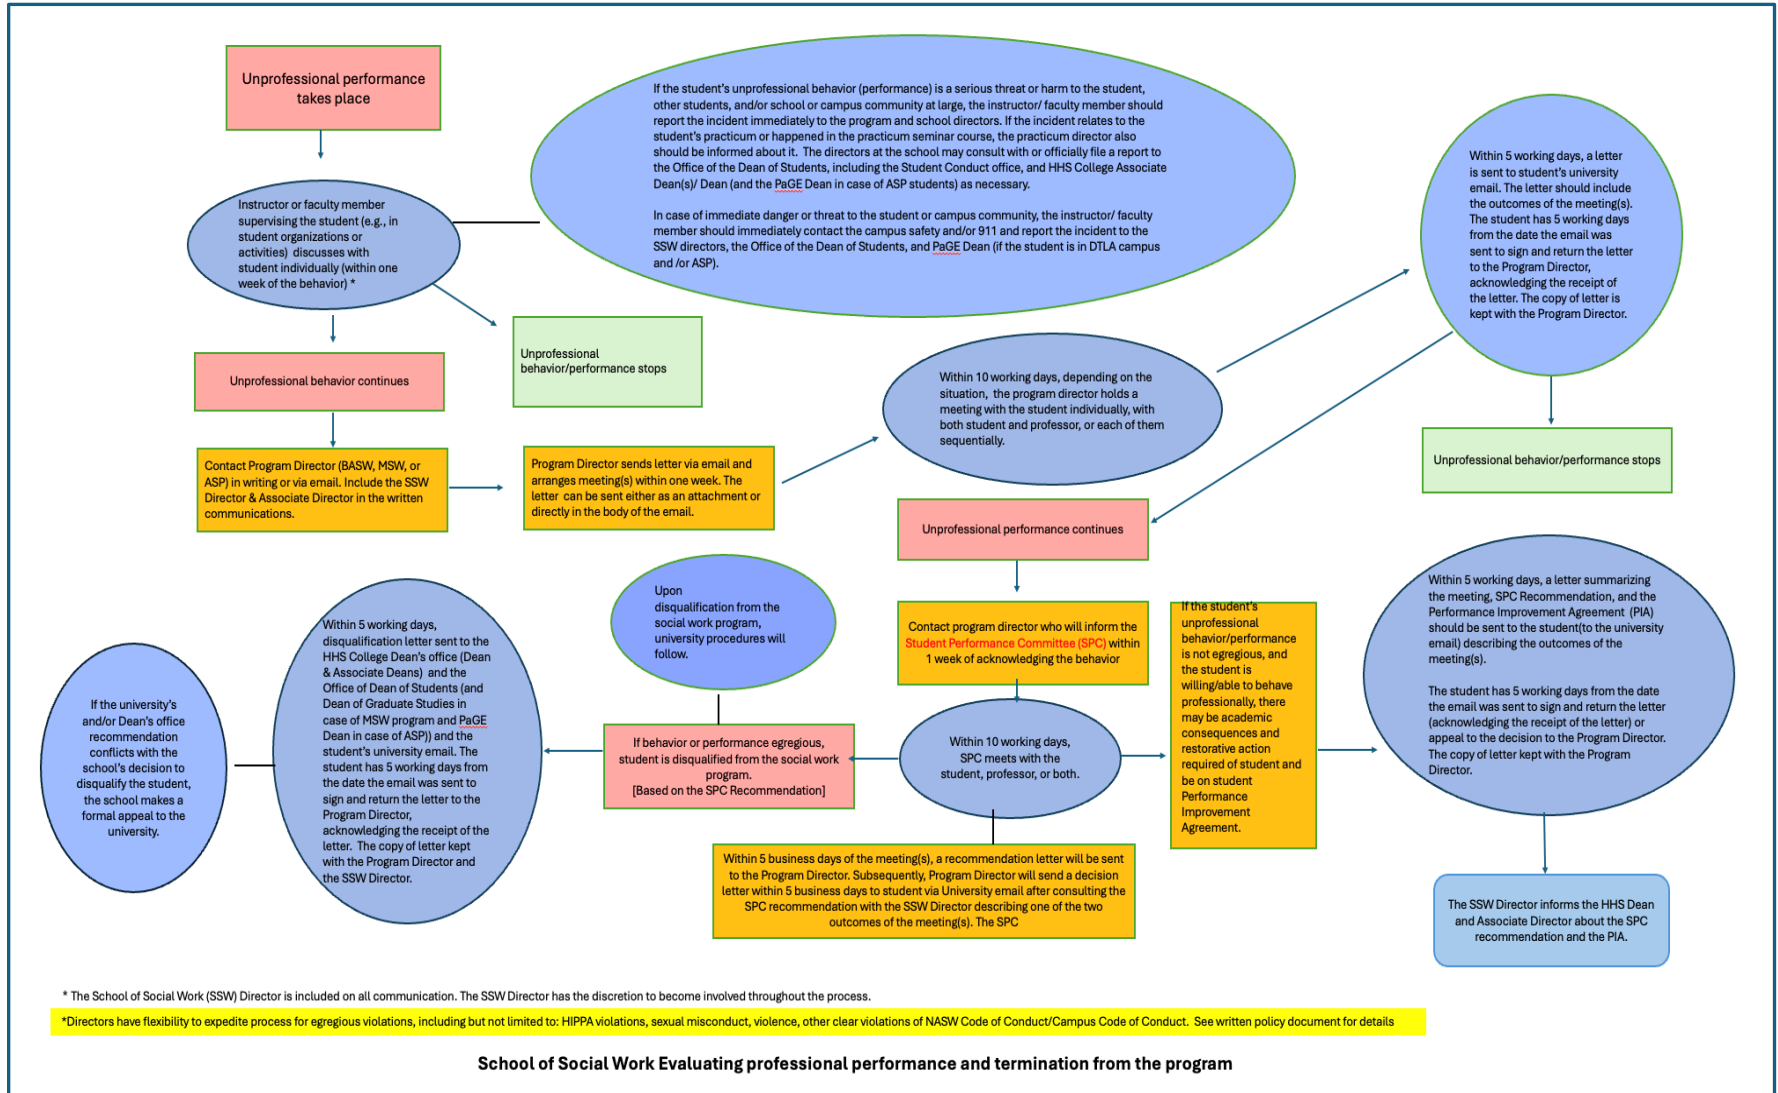 Unprofessional performance
takes place
If the student's unprofessional behavior (performance) is a serious threat or harm to the student,
other students, and/or school or campus community at large, the instructor/ faculty member should
report the incident immediately to the program and school directors. If the incident relates to the
student's practicum or happened in the practicum seminar course, the practicum director also
should be informed about it.  The directors at the school may consult with or officially file a report to
the Office of the Dean of Students, including the Student Conduct office, and HHS College Associate
Dean(s)/ Dean (and the PaGE Dean in case of ASP students) as necessary.
In case of immediate danger or threat to the student or campus community, the instructor/ faculty
member should immediately contact the campus safety and/or 911 and report the incident to the
SSW directors, the Office of the Dean of Students, and PaGE Dean (if the student is in DTLA campus
and /or ASP).
Instructor or faculty member
supervising the student (e.g., in
student organizations or
activities)  discusses with
student individually (within one
week of the behavior) *
Unprofessional behavior continues
Unprofessional
behavior/performance stops
Contact Program Director (BASW, MSW, or
ASP) in writing or via email. Include the SSW
Director & Associate Director in the written
communications.
Program Director sends letter via email and
arranges meeting(s) within one week. The
letter  can be sent either as an attachment or
directly in the body of the email.
Within 10 working days, depending on the
situation,  the program director holds a
meeting with the student individually, with
both student and professor, or each of them
sequentially.
Within 5 working days, a letter
is sent to student's university
email. The letter should include
the outcomes of the meeting(s).
The student has 5 working days
from the date the email was
sent to sign and return the letter
to the Program Director,
acknowledging the receipt of
the letter. The copy of letter is
kept with the Program Director.
Unprofessional behavior/performance stops
Unprofessional performance continues
Contact program director who will inform the
Student Performance Committee (SPC) within
1 week of acknowledging the behavior
Within 10 working days,
SPC meets with the
student, professor, or both.
If the student's
unprofessional
behavior/performance
is not egregious, and
the student is
willing/able to behave
professionally, there
may be academic
consequences and
restorative action
required of student and
be on student
Performance
Improvement
Agreement.
Within 5 working days, a letter summarizing
the meeting, SPC Recommendation, and the
Performance Improvement Agreement  (PIA)
should be sent to the student(to the university
email) describing the outcomes of the
meeting(s).
The student has 5 working days from the date
the email was sent to sign and return the letter
(acknowledging the receipt of the letter) or
appeal to the decision to the Program Director.
The copy of letter kept with the Program
Director.
The SSW Director informs the HHS Dean
and Associate Director about the SPC
recommendation and the PIA.
Within 5 business days of the meeting(s), a recommendation letter will be sent
to the Program Director. Subsequently, Program Director will send a decision
letter within 5 business days to student via University email after consulting the
SPC recommendation with the SSW Director describing one of the two
outcomes of the meeting(s). The SPC
Upon
disqualification from the
social work program,
university procedures will
follow.
If behavior or performance egregious,
student is disqualified from the social work
program.
[Based on the SPC Recommendation]
Within 5 working days,
disqualification letter sent to the
HHS College Dean's office (Dean
& Associate Deans)  and the
Office of Dean of Students (and
Dean of Graduate Studies in
case of MSW program and PaGE
Dean in case of ASP)) and the
student's university email. The
student has 5 working days from
the date the email was sent to
sign and return the letter to the
Program Director,
acknowledging the receipt of the
letter.  The copy of letter kept
with the Program Director and
the SSW Director.
If the university's
and/or Dean's office
recommendation
conflicts with the
school's decision to
disqualify the student,
the school makes a
formal appeal to the
university.
* The School of Social Work (SSW) Director is included on all communication. The SSW Director has the discretion to become involved throughout the process.
*Directors have flexibility to expedite process for egregious violations, including but not limited to: HIPPA violations, sexual misconduct, violence, other clear violations of NASW Code of Conduct/Campus Code of Conduct.  See written policy document for details
School of Social Work Evaluating professional performance and termination from the program